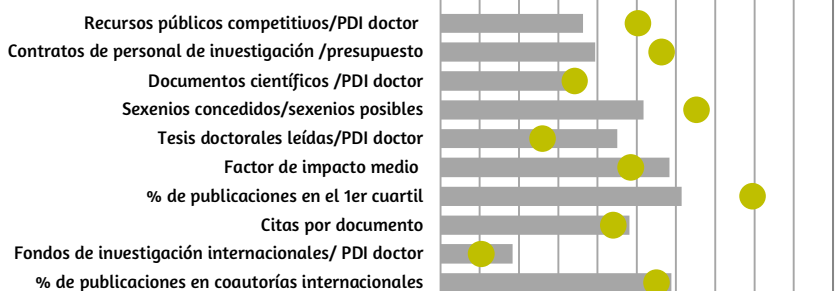 Recursos públicos competitivos/PDI doctor
Contratos de personal de investigación /presupuesto
Documentos científicos /PDI doctor
Sexenios concedidos/sexenios posibles
Tesis doctorales leídas/PDI doctor
Factor de impacto medio
% de publicaciones en el 1er cuartil
Citas por documento
Fondos de investigación internacionales/ PDI doctor
% de publicaciones en coautorías internacionales